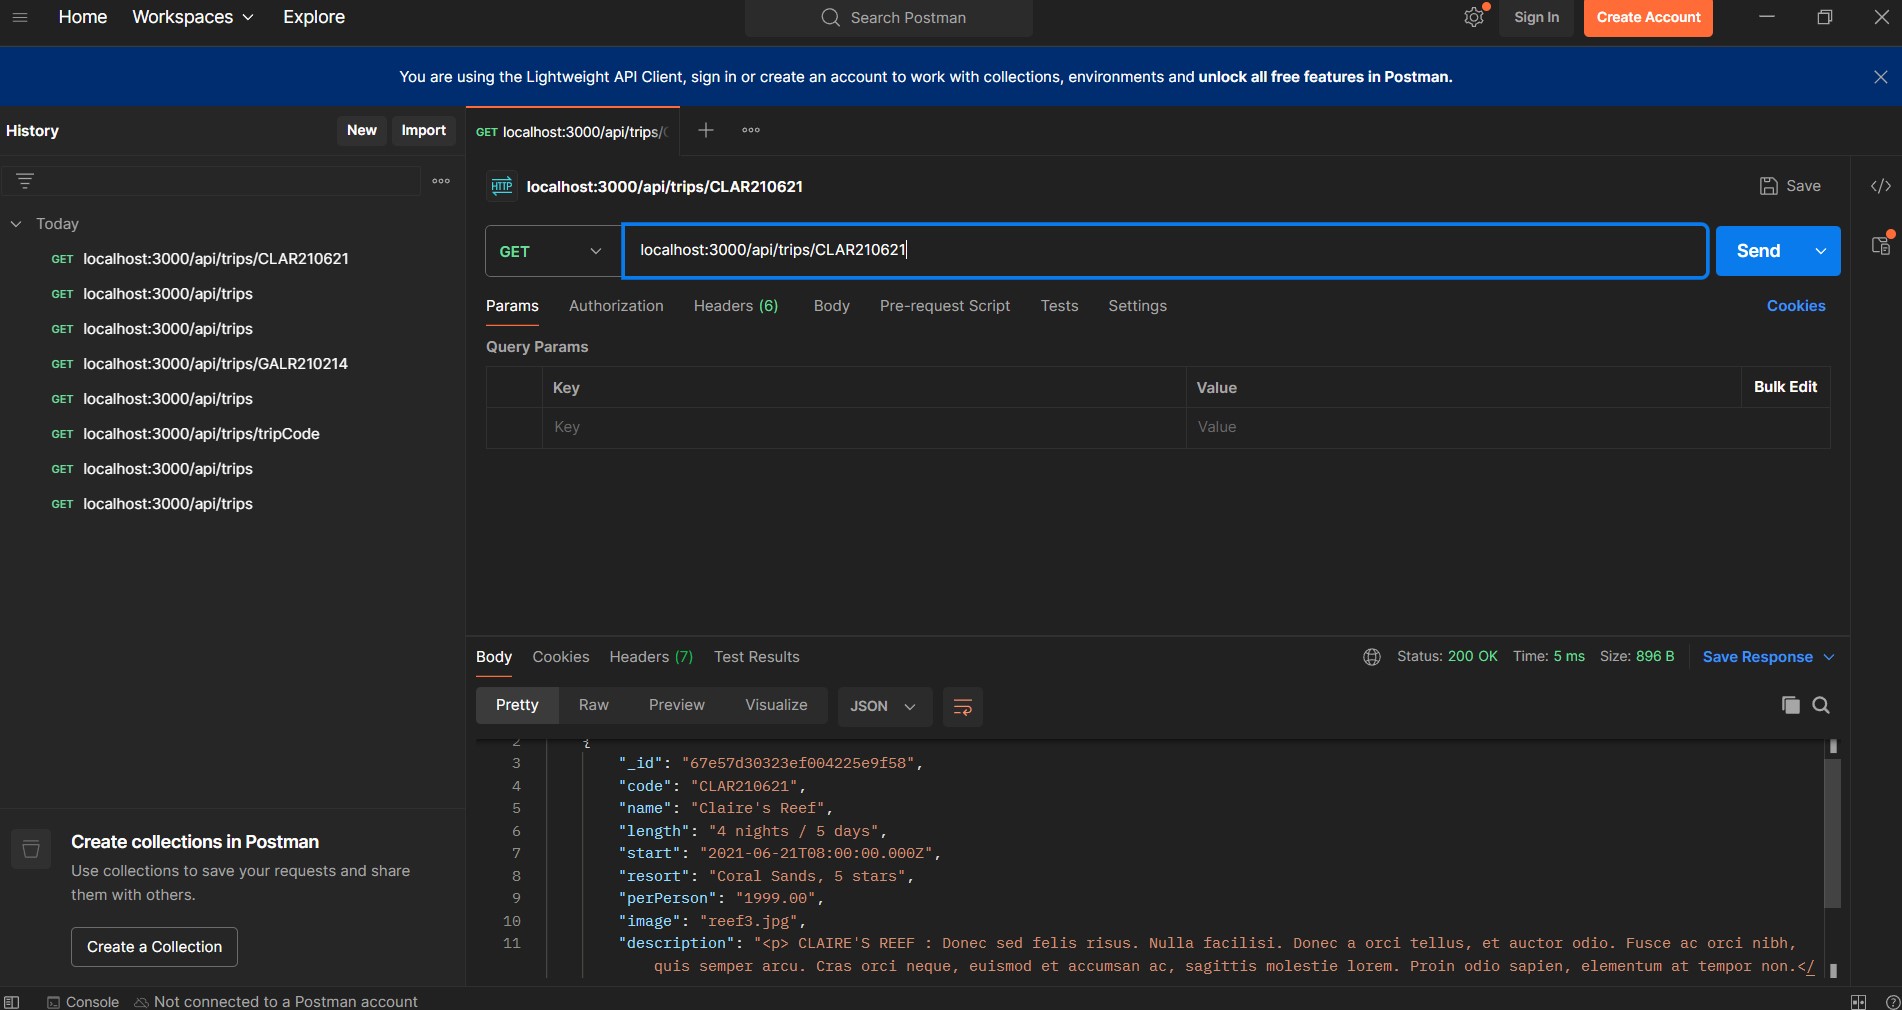 Home Workspaces Explore Search Postman Sign In Create Account
You are using the Lightweight API Client, sign in or create an account to work with collections, environments and unlock all free features in Postman.
History New Import
GET localhost:3000/api/trips/
Today
GET localhost:3000/api/trips/CLAR210621
GET localhost:3000/api/trips
GET localhost:3000/api/trips
GET localhost:3000/api/trips/GALR210214
GET localhost:3000/api/trips
GET localhost:3000/api/trips/tripCode
GET localhost:3000/api/trips
GET localhost:3000/api/trips
Create collections in Postman
Use collections to save your requests and share
them with others.
Create a Collection
HTTP localhost:3000/api/trips/CLAR210621 Save </>
GET localhost:3000/api/trips/CLAR210621 Send
Params Authorization Headers (6) Body Pre-request Script Tests Settings Cookies
Query Params
Key Value Bulk Edit
Key Value
Body Cookies Headers (7) Test Results Status: 200 OK Time: 5 ms Size: 896 B Save Response
Pretty Raw Preview Visualize JSON
2 {
3 "_id": "67e57d30323ef004225e9f58",
4 "code": "CLAR210621",
5 "name": "Claire's Reef",
6 "length": "4 nights / 5 days",
7 "start": "2021-06-21T08:00:00.000Z",
8 "resort": "Coral Sands, 5 stars",
9 "perPerson": "1999.00",
10 "image": "reef3.jpg",
11 "description": "<p> CLAIRE'S REEF : Donec sed felis risus. Nulla facilisi. Donec a orci tellus, et auctor odio. Fusce ac orci nibh,
quis semper arcu. Cras orci neque, euismod et accumsan ac, sagittis molestie lorem. Proin odio sapien, elementum at tempor non.</
Console Not connected to a Postman account